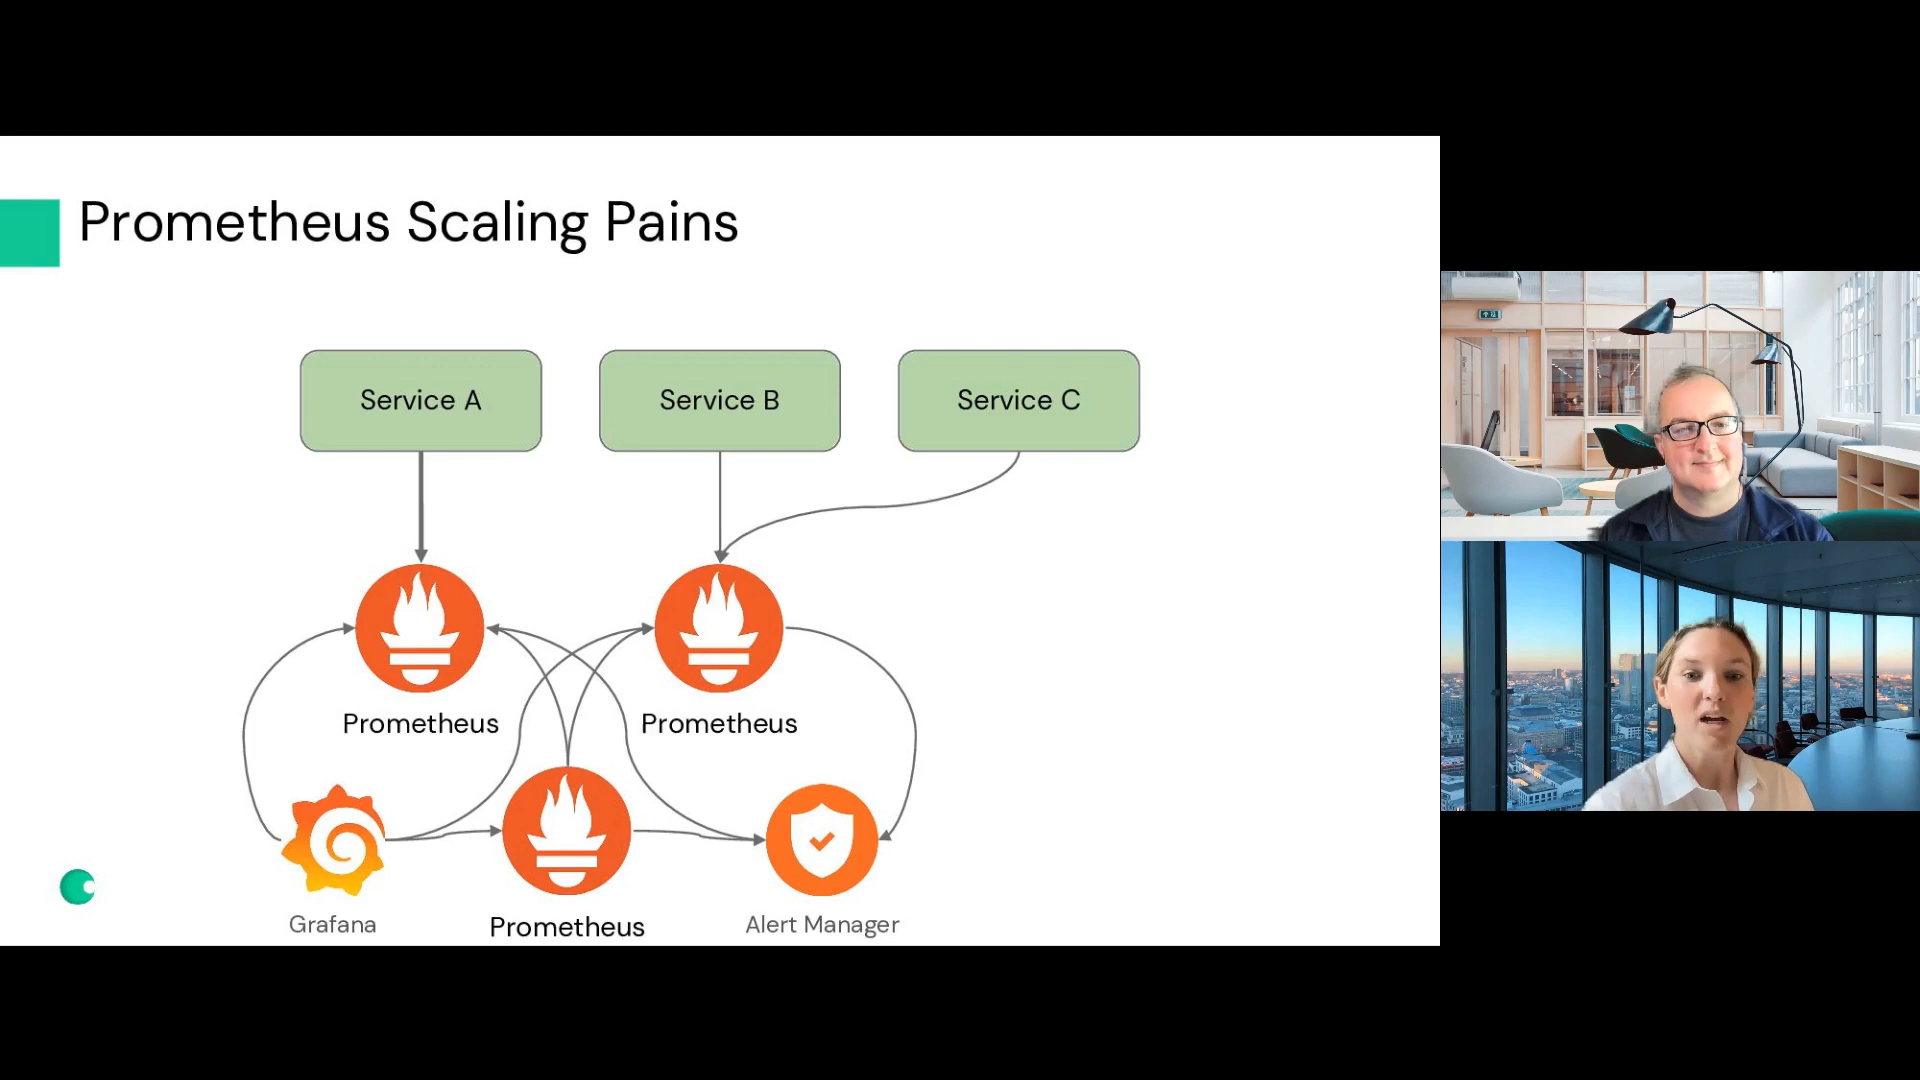 Prometheus Scaling Pains
Service A
Service B
Service C
Prometheus
Prometheus
Grafana
Prometheus
Alert Manager